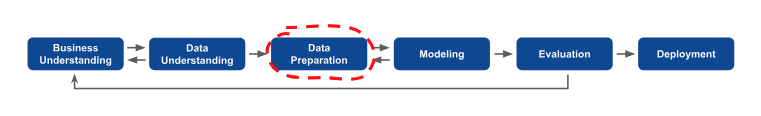 Business
Understanding
Data
Understanding
Data
Preparation
Modeling
Evaluation
Deployment